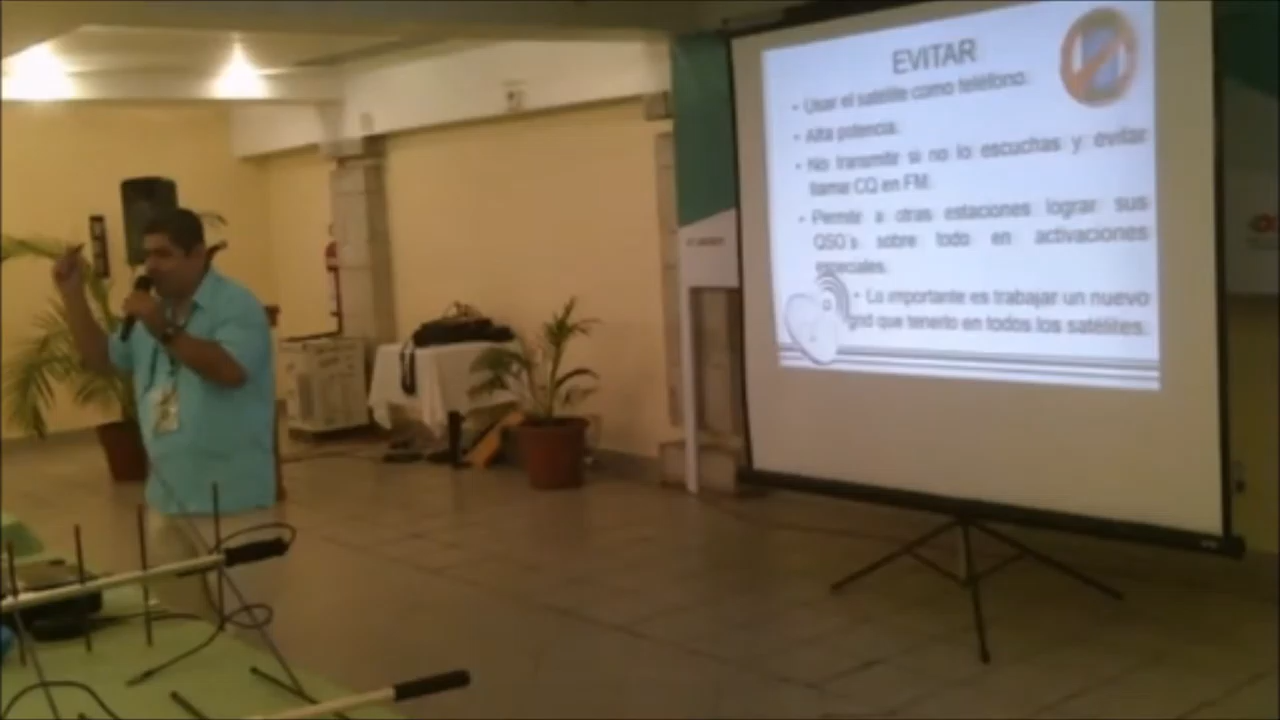 EVITAR
• Usar el satélite como teléfono.
• Alta potencia.
• No transmitir si no lo escuchas y evitar
llame CQ en FM.
• Permitir a otras estaciones lograr sus
QSO's sobre todo en activaciones
especiales.
• Lo importante es trabajar un nuevo
grid que tenerlo en todos los satélites.